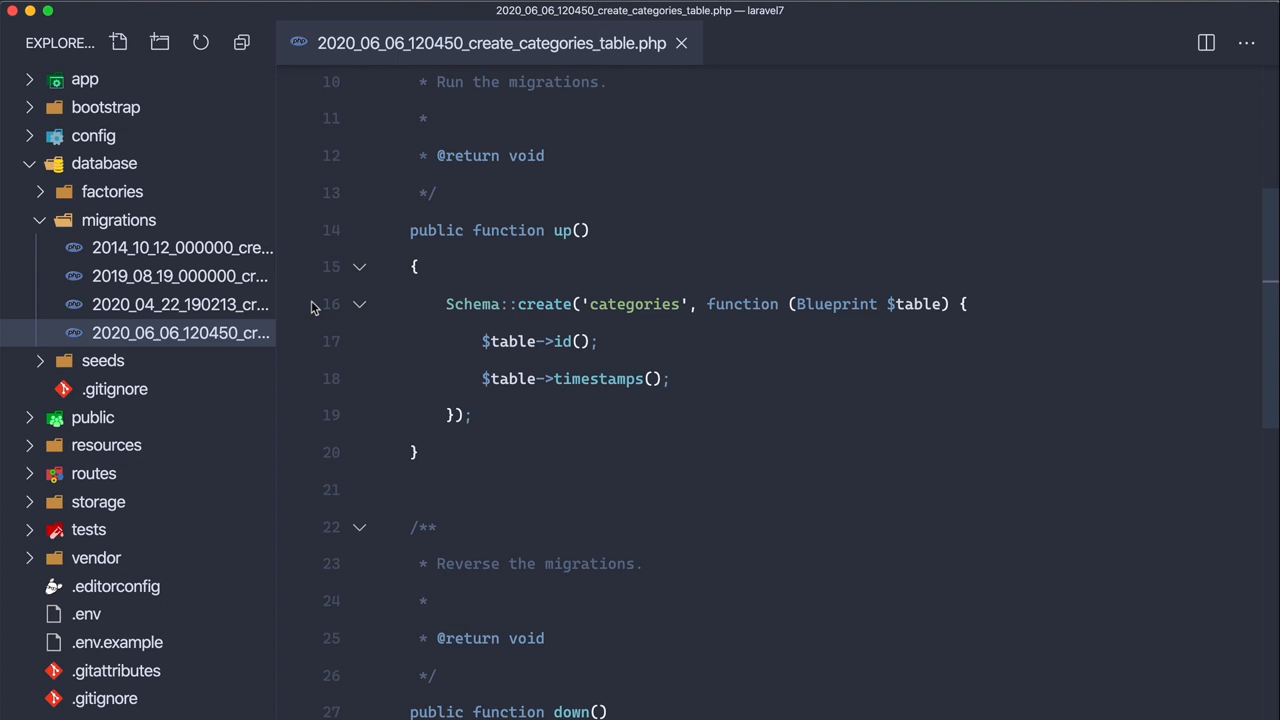 2020_06_06_120450_create_categories_table.php — laravel7
EXPLORE...
2020_06_06_120450_create_categories_table.php
app
bootstrap
config
database
factories
migrations
2014_10_12_000000_cre...
2019_08_19_000000_cr...
2020_04_22_190213_cr...
2020_06_06_120450_cr...
seeds
.gitignore
public
resources
routes
storage
tests
vendor
.editorconfig
.env
.env.example
.gitattributes
.gitignore
10 * Run the migrations.
11 *
12 * @return void
13 */
14 public function up()
15 {
16 Schema::create('categories', function (Blueprint $table) {
17 $table->id();
18 $table->timestamps();
19 });
20 }
21
22 /**
23 * Reverse the migrations.
24 *
25 * @return void
26 */
27 public function down()